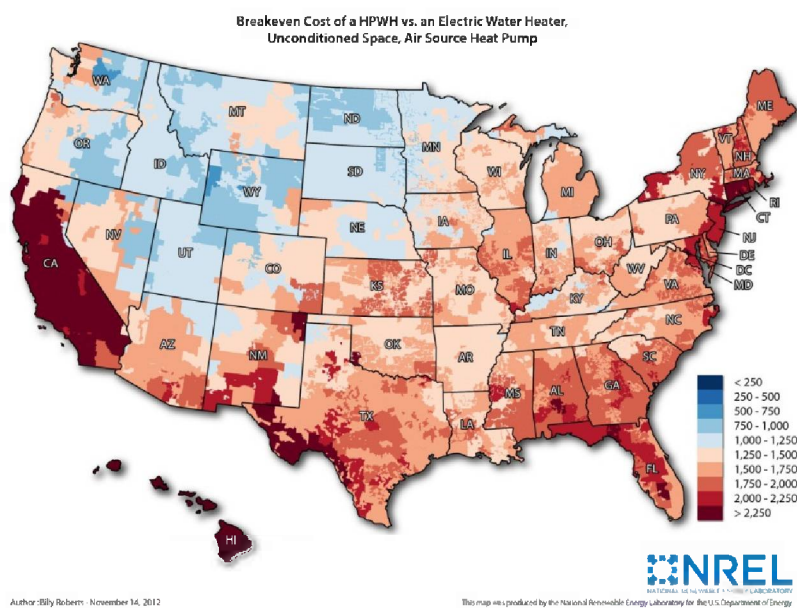 Breakeven Cost of a HPWH vs. an Electric Water Heater,
Unconditioned Space, Air Source Heat Pump
WA
MT
ND
MN
ME
VT
NH
OR
ID
SD
WI
NY
MA
WY
MI
RI
CT
NV
NE
IA
PA
NJ
UT
IL
IN
OH
DE
CA
CO
WV
DC
MD
KS
MO
KY
VA
NC
TN
AZ
NM
OK
AR
SC
MS
AL
GA
TX
LA
FL
HI
< 250
250 - 500
500 - 750
750 - 1,000
1,000 - 1,250
1,250 - 1,500
1,500 - 1,750
1,750 - 2,000
2,000 - 2,250
> 2,250
NREL
NATIONAL RENEWABLE ENERGY LABORATORY
Author: Billy Roberts - November 14, 2012
This map was produced by the National Renewable Energy Laboratory for the U.S. Department of Energy